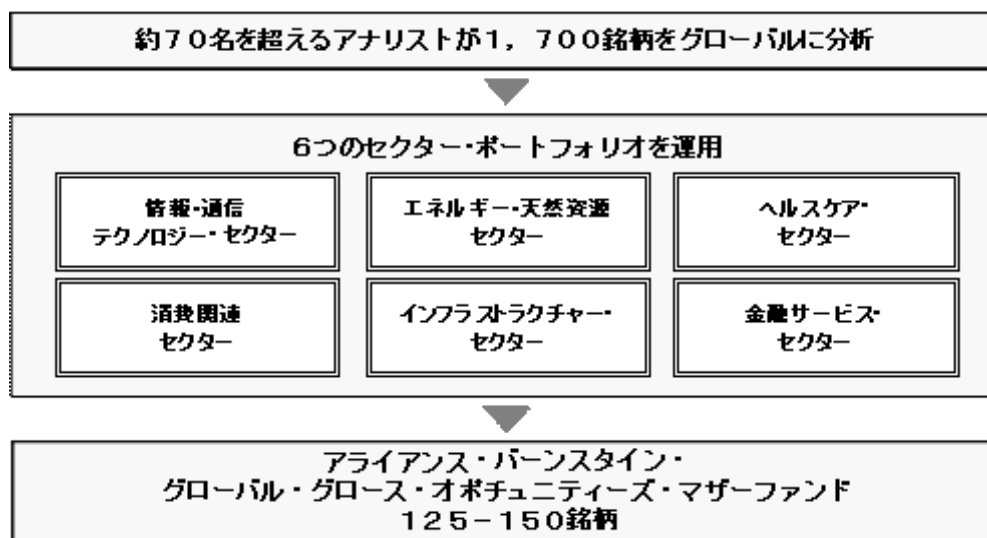 約70名を超えるアナリストが1，700銘柄をグローバルに分析
6つのセクター・ポートフォリオを運用
情報・通信
テクノロジー・セクター
エネルギー・天然資源
セクター
ヘルスケア・
セクター
消費関連
セクター
インフラストラクチャー・
セクター
金融サービス・
セクター
アライアンス・バーンスタイン・
グローバル・グロース・オポチュニティーズ・マザーファンド
125－150銘柄